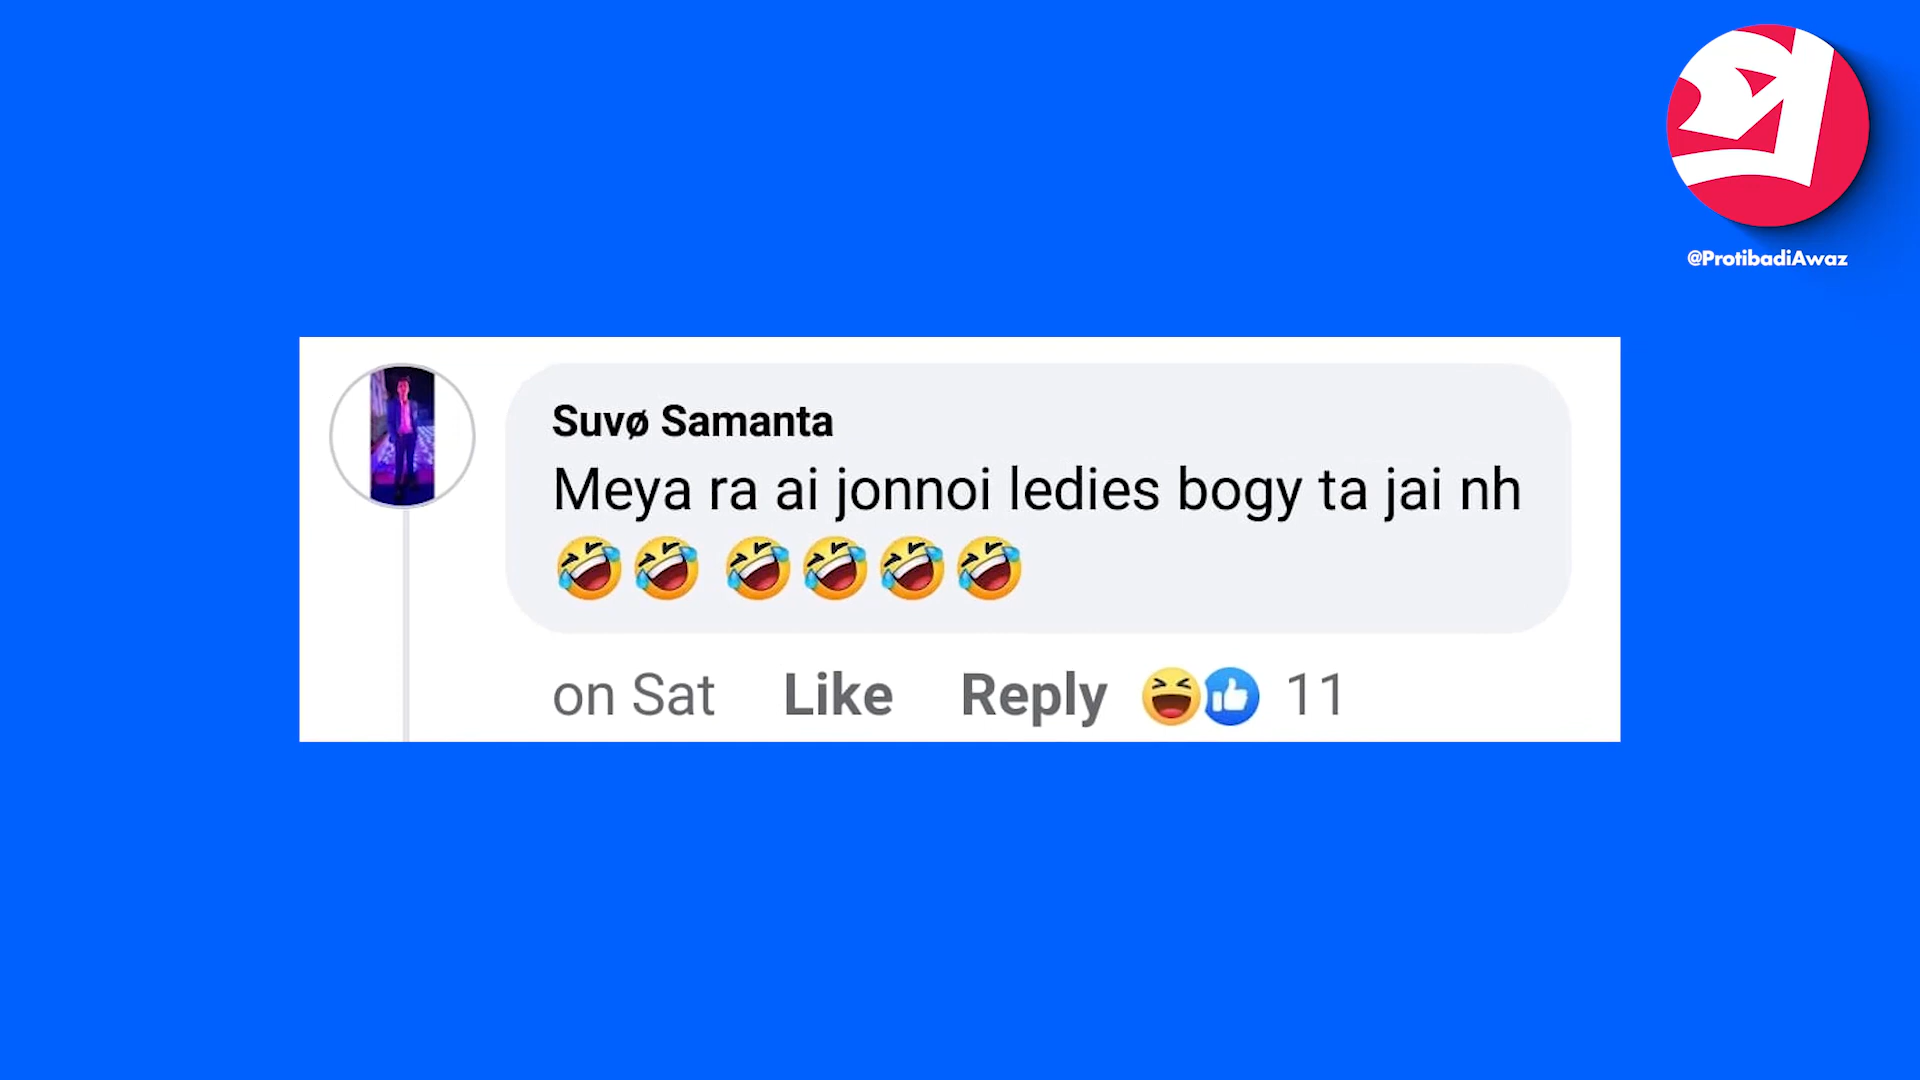 @ProtibadiAwaz
Suvø Samanta
Meya ra ai jonnoi ledies bogy ta jai nh
🤣🤣 🤣🤣🤣🤣
on Sat Like Reply 11